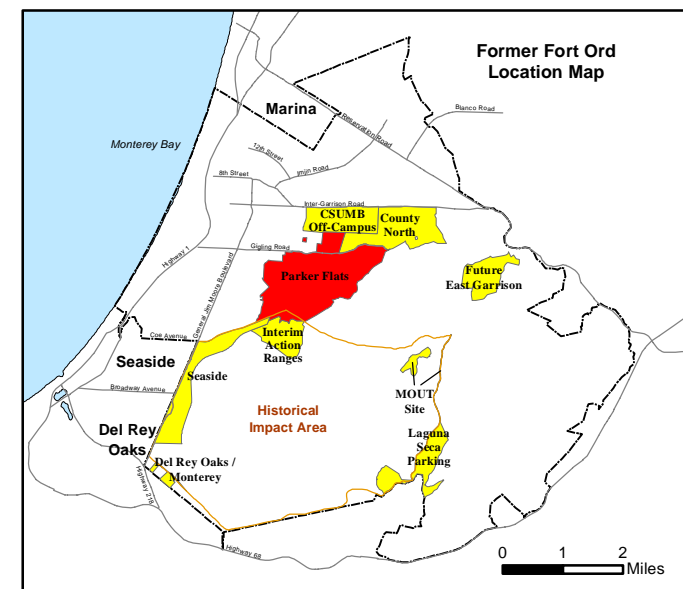 Former Fort Ord
Location Map
Marina
Blanco Road
Reservation Road
Monterey Bay
12th Street
Imjin Road
8th Street
Inter-Garrison Road
CSUMB
Off-Campus
County
North
Highway 1
Gigling Road
General Jim Moore Boulevard
Parker Flats
Future
East Garrison
Coe Avenue
Interim
Action
Ranges
Seaside
Seaside
Broadway Avenue
MOUT
Site
Historical
Impact Area
Del Rey
Oaks
Laguna
Seca
Parking
Del Rey Oaks /
Monterey
Highway 218
Highway 68
0 1 2
Miles